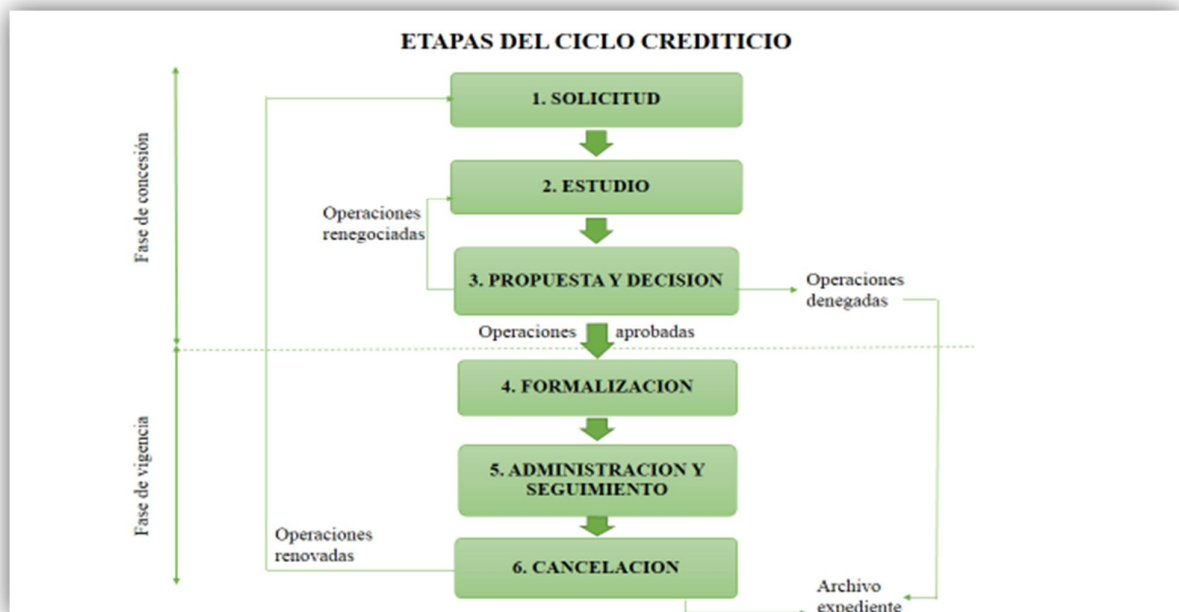 ETAPAS DEL CICLO CREDITICIO
1. SOLICITUD
2. ESTUDIO
Fase de concesión
Operaciones
renegociadas
3. PROPUESTA Y DECISION
Operaciones
denegadas
Operaciones aprobadas
4. FORMALIZACION
5. ADMINISTRACION Y
SEGUIMIENTO
Fase de vigencia
Operaciones
renovadas
6. CANCELACION
Archivo
expediente